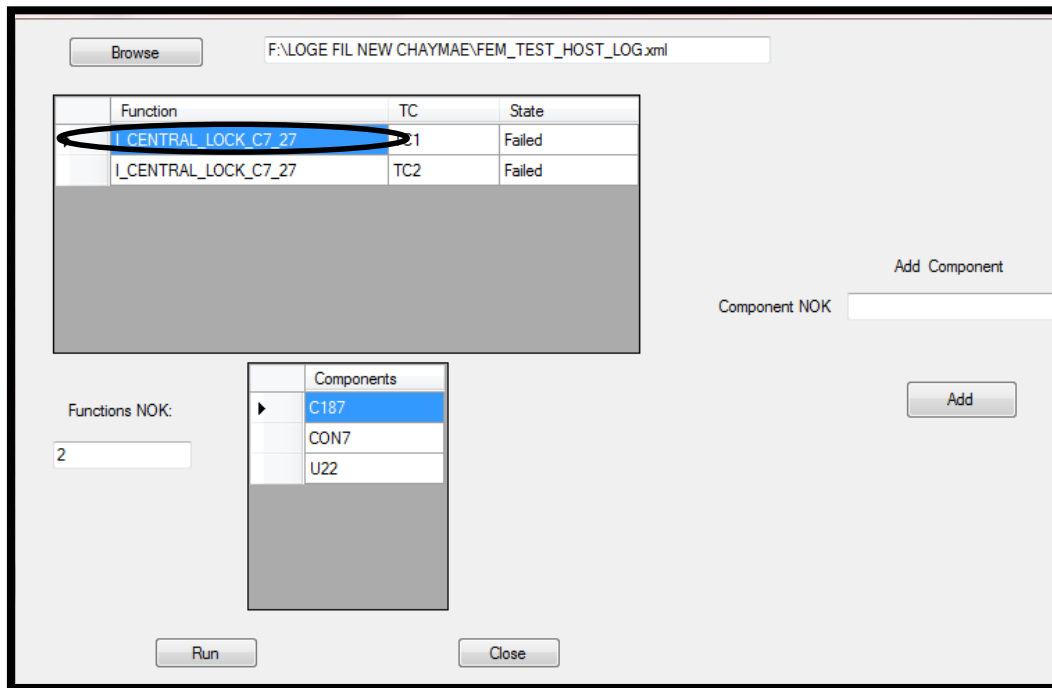 Browse F:\LOGE FIL NEW CHAYMAE\FEM_TEST_HOST_LOG.xml
Function TC State
I_CENTRAL_LOCK_C7_27 TC1 Failed
I_CENTRAL_LOCK_C7_27 TC2 Failed
Add Component
Component NOK
Components
Functions NOK: C187 Add
CON7
2
U22
Run Close